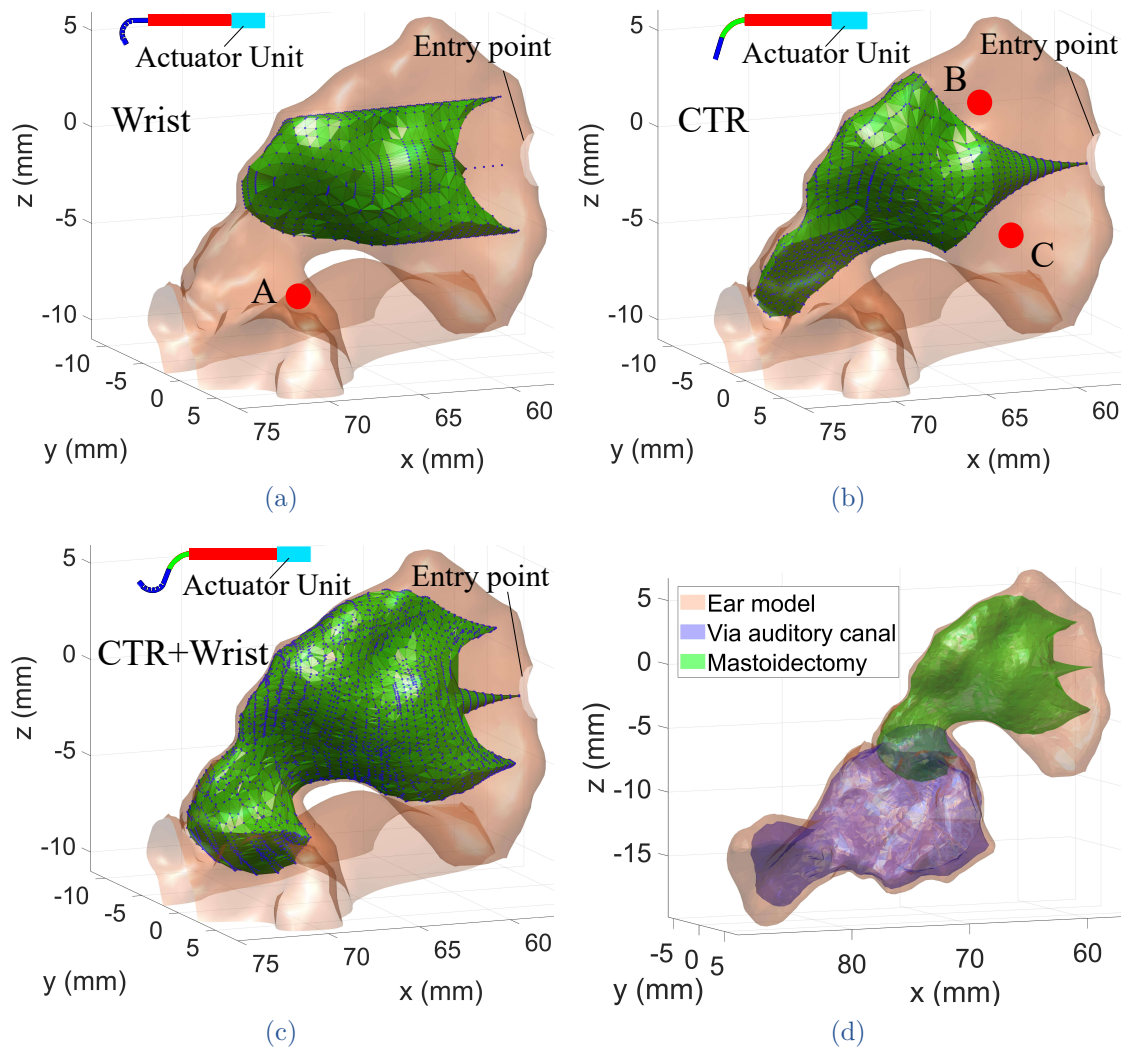 5
0
-5
-10
z (mm)
-10
-5
0
5
y (mm)
75
70
65
60
x (mm)
Actuator Unit
Entry point
Wrist
A
(a)
5
0
-5
-10
z (mm)
-10
-5
0
5
y (mm)
75
70
65
60
x (mm)
Actuator Unit
Entry point
CTR
B
C
(b)
5
0
-5
-10
z (mm)
-10
-5
0
5
y (mm)
75
70
65
60
x (mm)
Actuator Unit
Entry point
CTR+Wrist
(c)
Ear model
Via auditory canal
Mastoidectomy
5
0
-5
-10
-15
z (mm)
-5 0 5
y (mm)
80
70
60
x (mm)
(d)